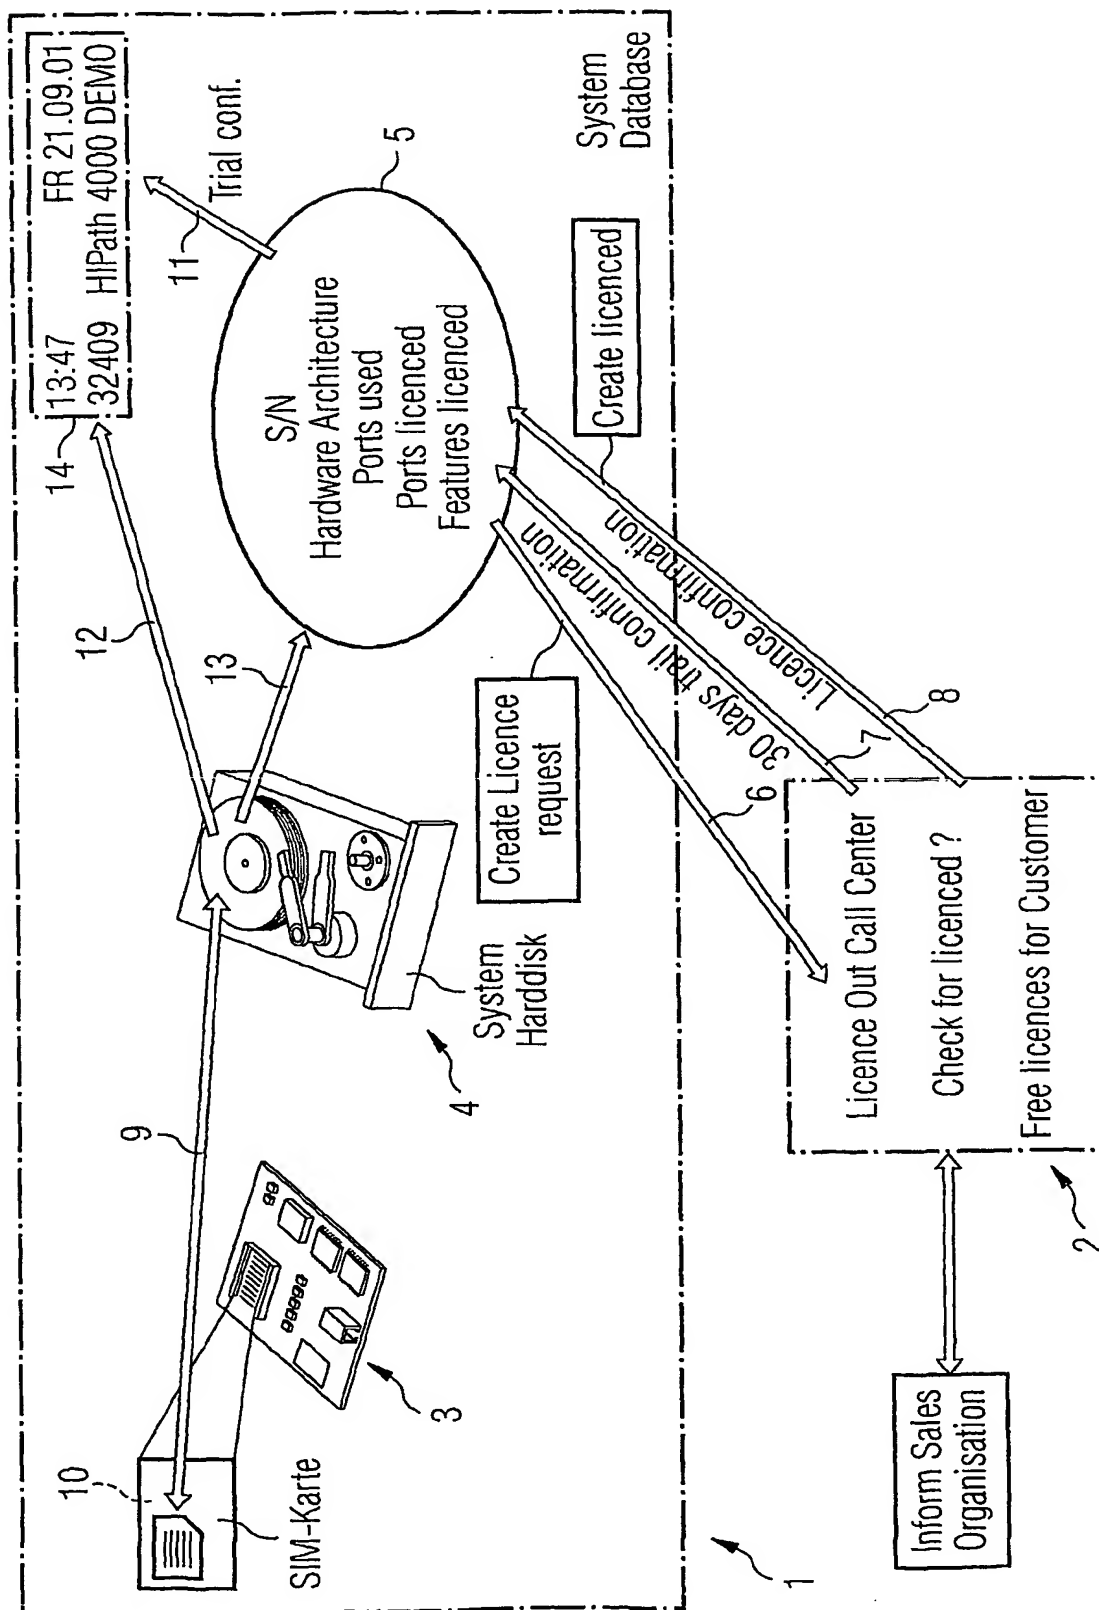 13:47 FR 21.09.01
32409 HIPath 4000 DEMO
14
12
11
Trial conf.
5
S/N
Hardware Architecture
Ports used
Ports licenced
Features licenced
System
Database
13
9
10
SIM-Karte
3
System
Harddisk
4
Create Licence
request
Create licenced
6
30 days trail confirmation
7
Licence confirmation
8
Licence Out Call Center
Check for licenced ?
Free licences for Customer
2
Inform Sales
Organisation
1